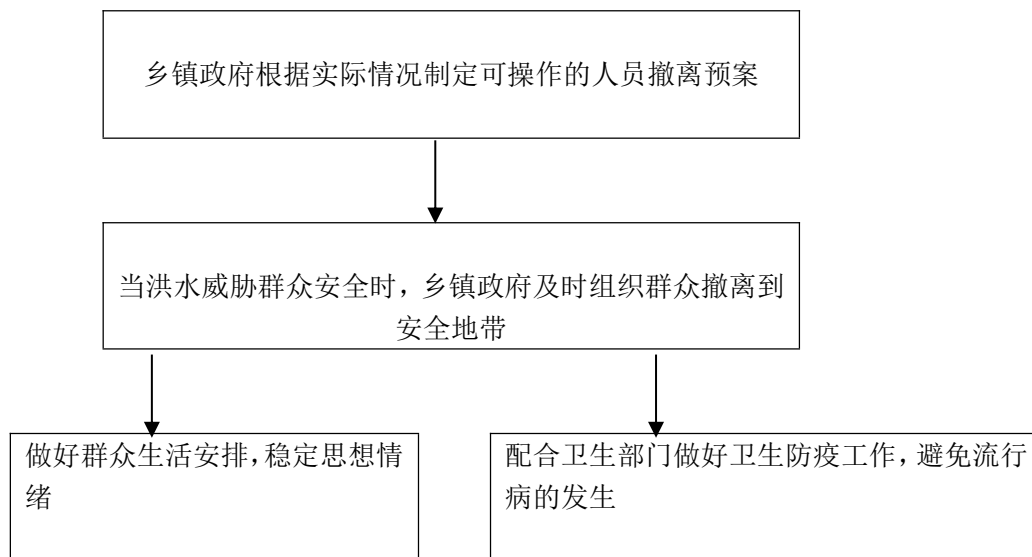 乡镇政府根据实际情况制定可操作的人员撤离预案
当洪水威胁群众安全时，乡镇政府及时组织群众撤离到
安全地带
做好群众生活安排，稳定思想情
绪
配合卫生部门做好卫生防疫工作，避免流行
病的发生